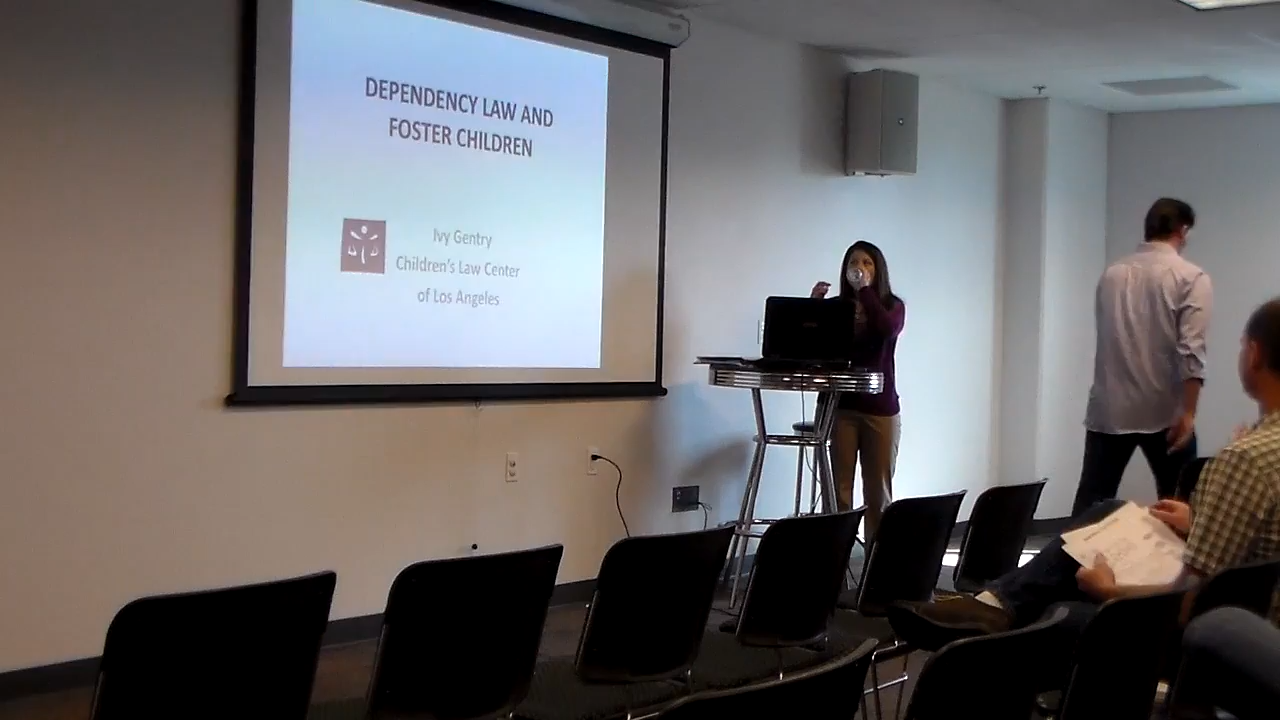 DEPENDENCY LAW AND
FOSTER CHILDREN
Ivy Gentry
Children's Law Center
of Los Angeles